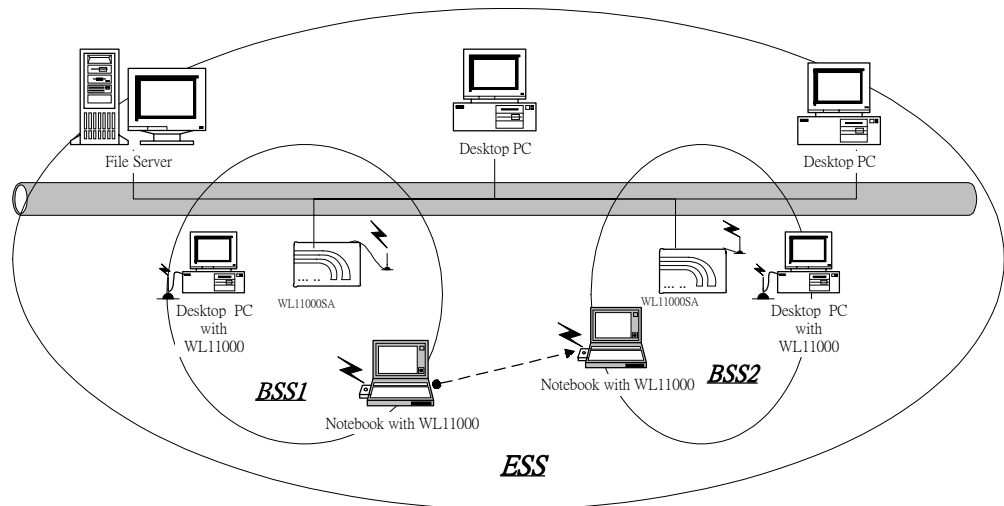 File Server
Desktop PC
Desktop PC
WL11000SA
WL11000SA
Desktop PC
with
WL11000
Desktop PC
with
WL11000
BSS1
BSS2
Notebook with WL11000
Notebook with WL11000
ESS